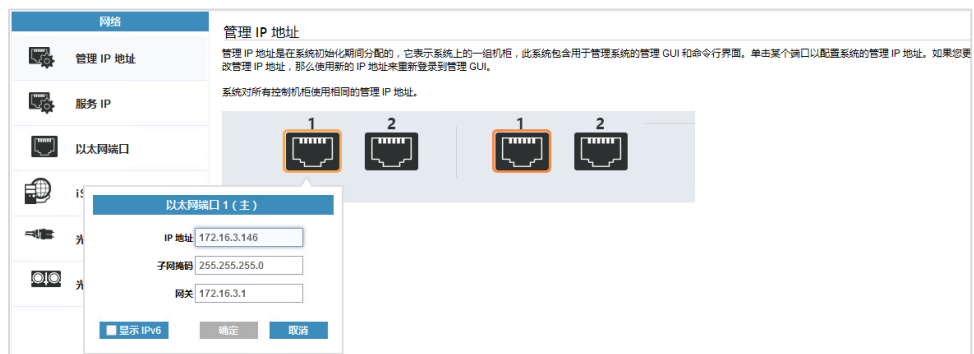 网络
管理 IP 地址
服务 IP
以太网端口
iS
光
光
管理 IP 地址
管理 IP 地址是在系统初始化期间分配的，它表示系统上的一组机柜，此系统包含用于管理系统的管理 GUI 和命令行界面。单击某个端口以配置系统的管理 IP 地址。如果您更
改管理 IP 地址，那么使用新的 IP 地址来重新登录到管理 GUI。
系统对所有控制机柜使用相同的管理 IP 地址。
1 2 1 2
以太网端口 1（主）
IP 地址 172.16.3.146
子网掩码 255.255.255.0
网关 172.16.3.1
显示 IPv6 确定 取消